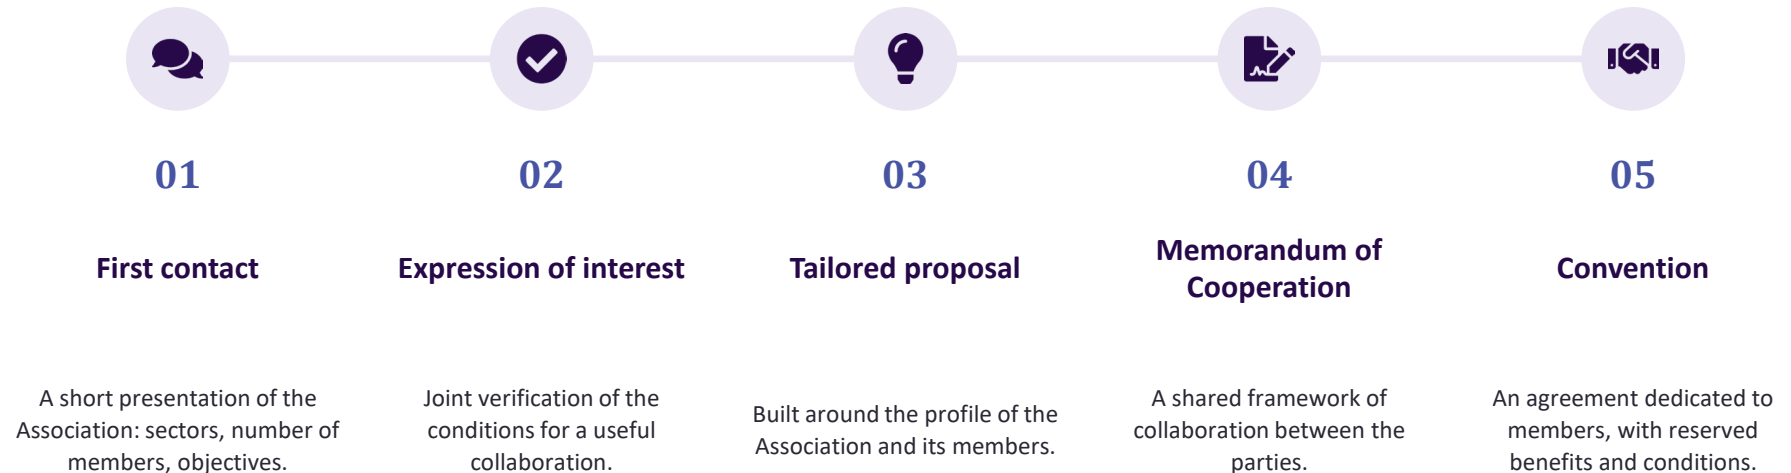 01
First contact
A short presentation of the
Association: sectors, number of
members, objectives.
02
Expression of interest
Joint verification of the
conditions for a useful
collaboration.
03
Tailored proposal
Built around the profile of the
Association and its members.
04
Memorandum of
Cooperation
A shared framework of
collaboration between the
parties.
05
Convention
An agreement dedicated to
members, with reserved
benefits and conditions.